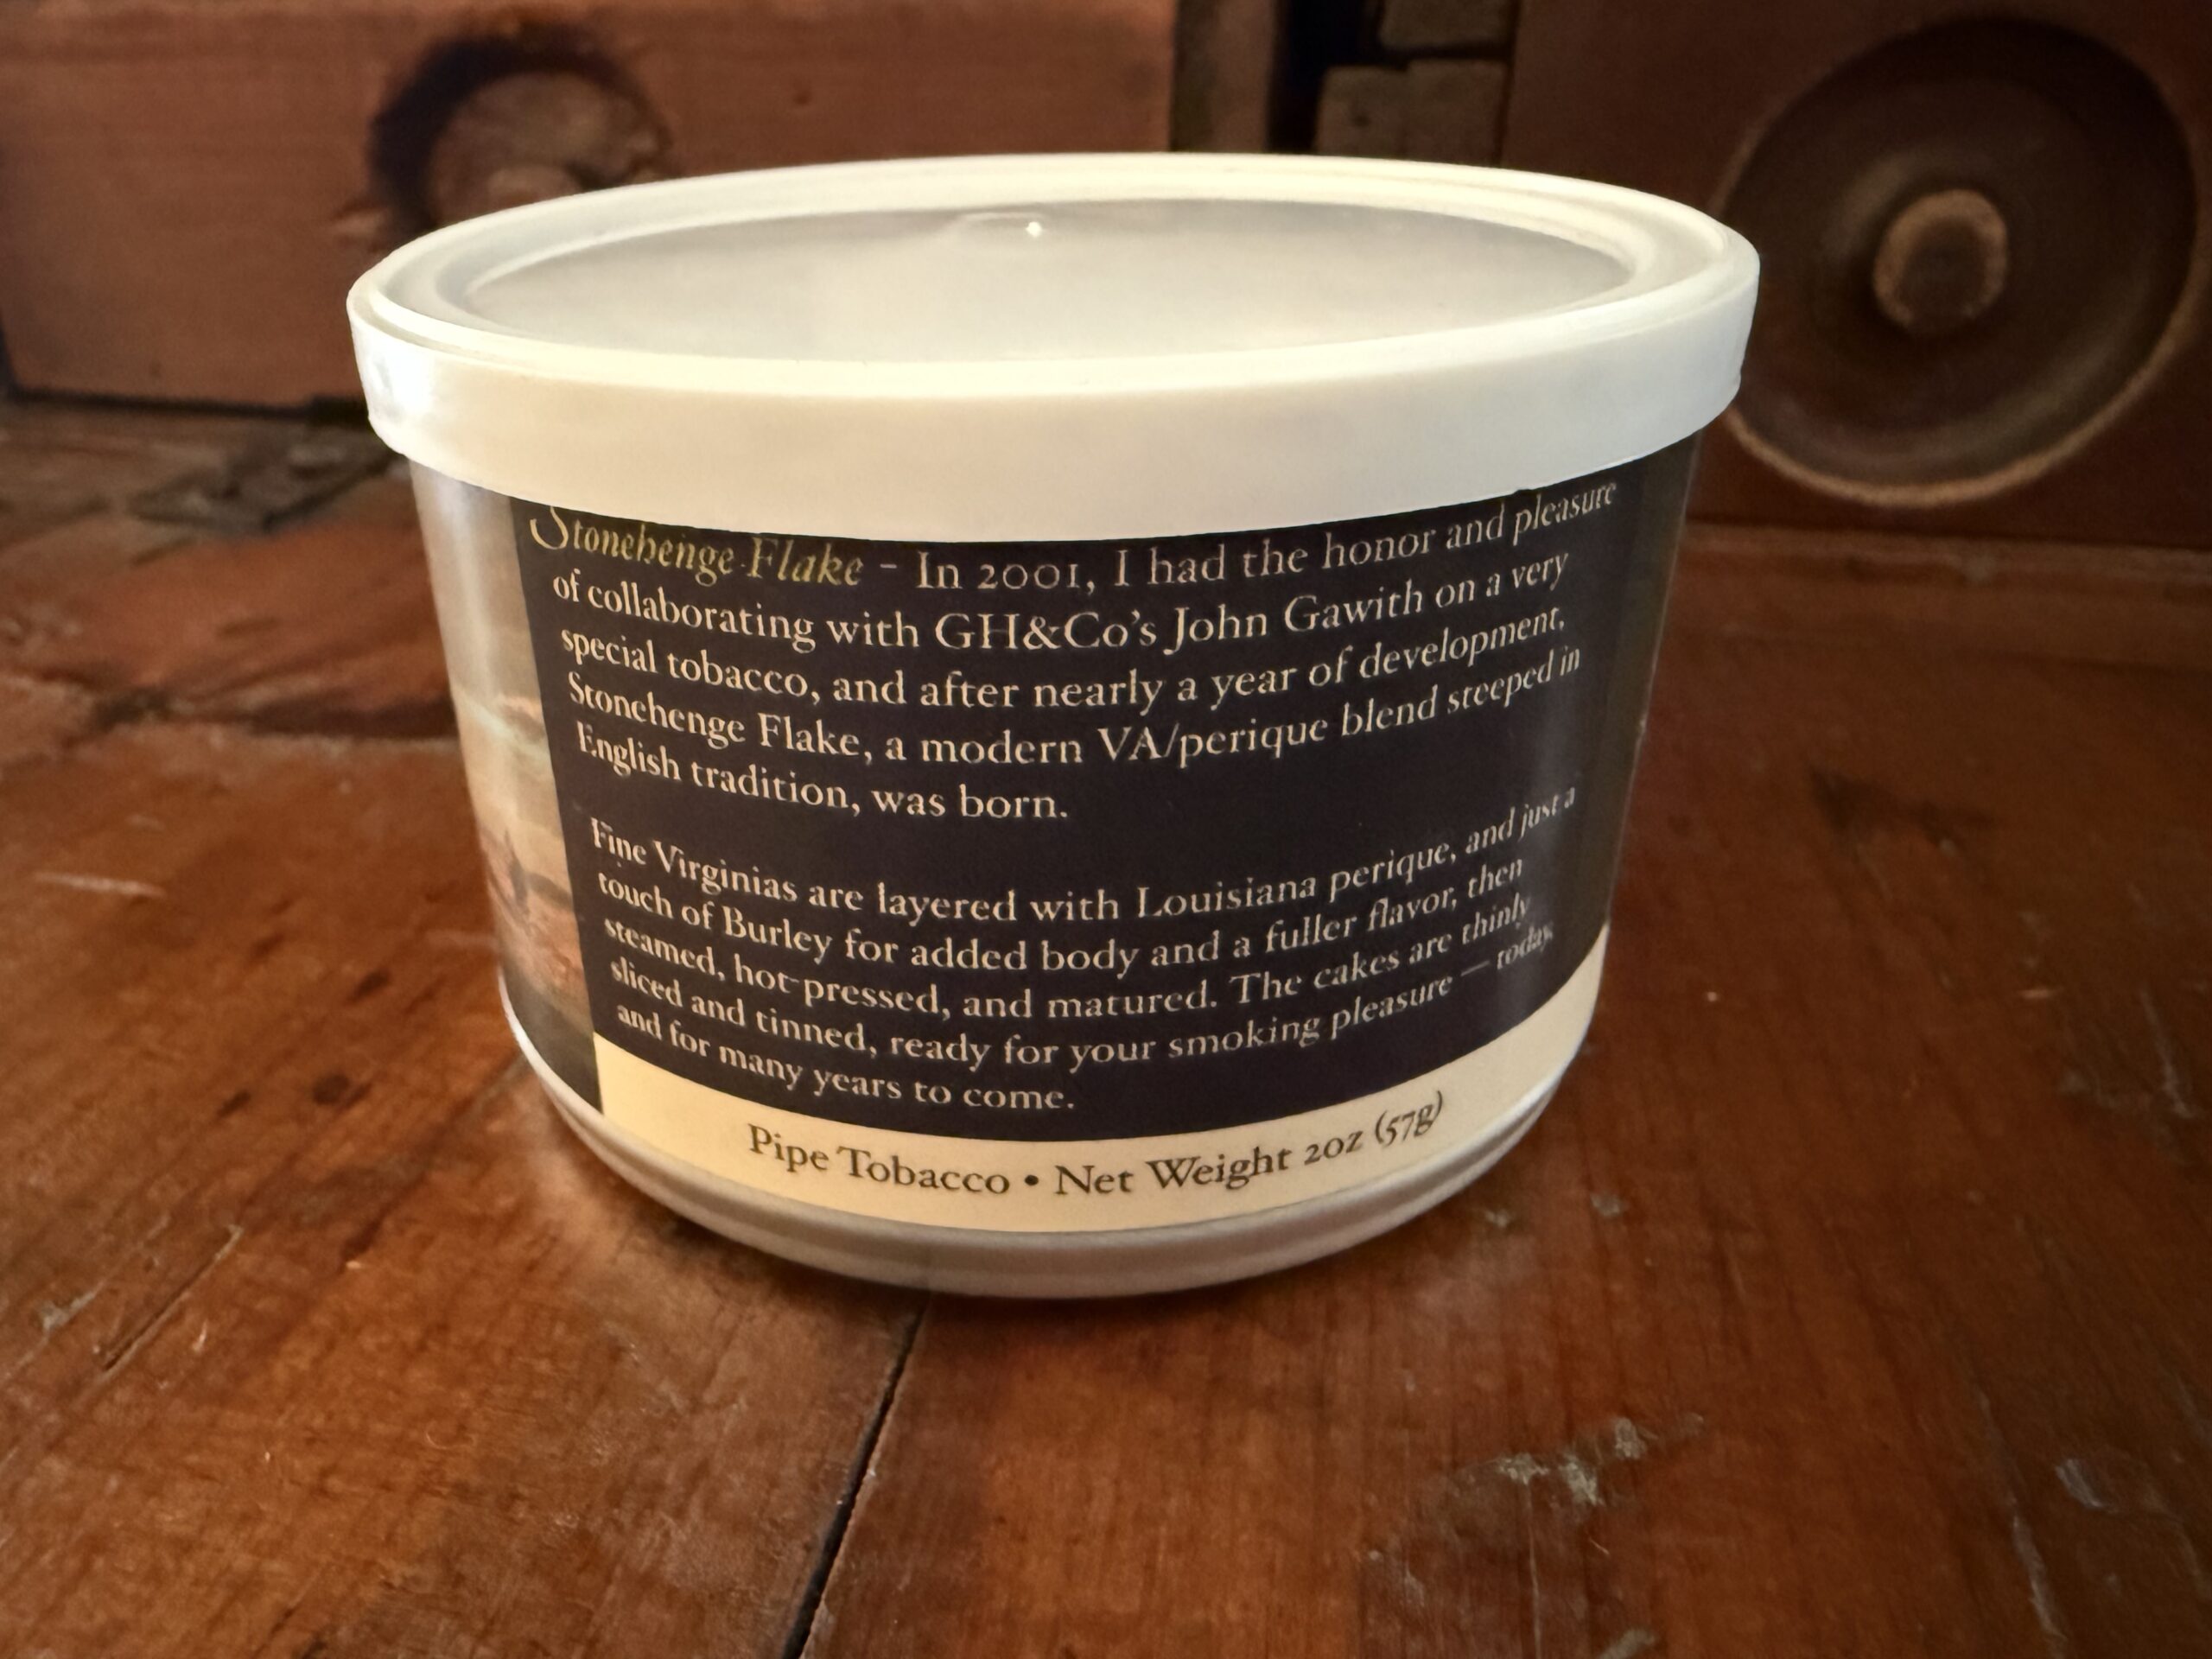 Stonehenge Flake - In 2001, I had the honor and pleasure
of collaborating with GH&Co's John Gawith on a very
special tobacco, and after nearly a year of development,
Stonehenge Flake, a modern VA/perique blend steeped in
English tradition, was born.
Fine Virginias are layered with Louisiana perique, and just a
touch of Burley for added body and a fuller flavor, then
steamed, hot-pressed, and matured. The cakes are thinly
sliced and tinned, ready for your smoking pleasure — today,
and for many years to come.
Pipe Tobacco • Net Weight 2oz (57g)